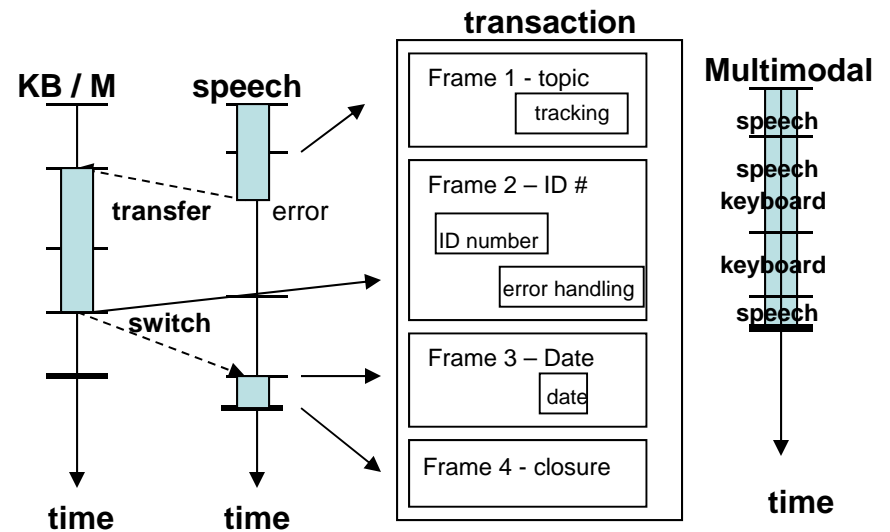 transaction
KB / M
speech
Multimodal
Frame 1 - topic
tracking
speech
speech
keyboard
transfer
error
Frame 2 – ID #
ID number
error handling
keyboard
switch
speech
Frame 3 – Date
date
Frame 4 - closure
time
time
time